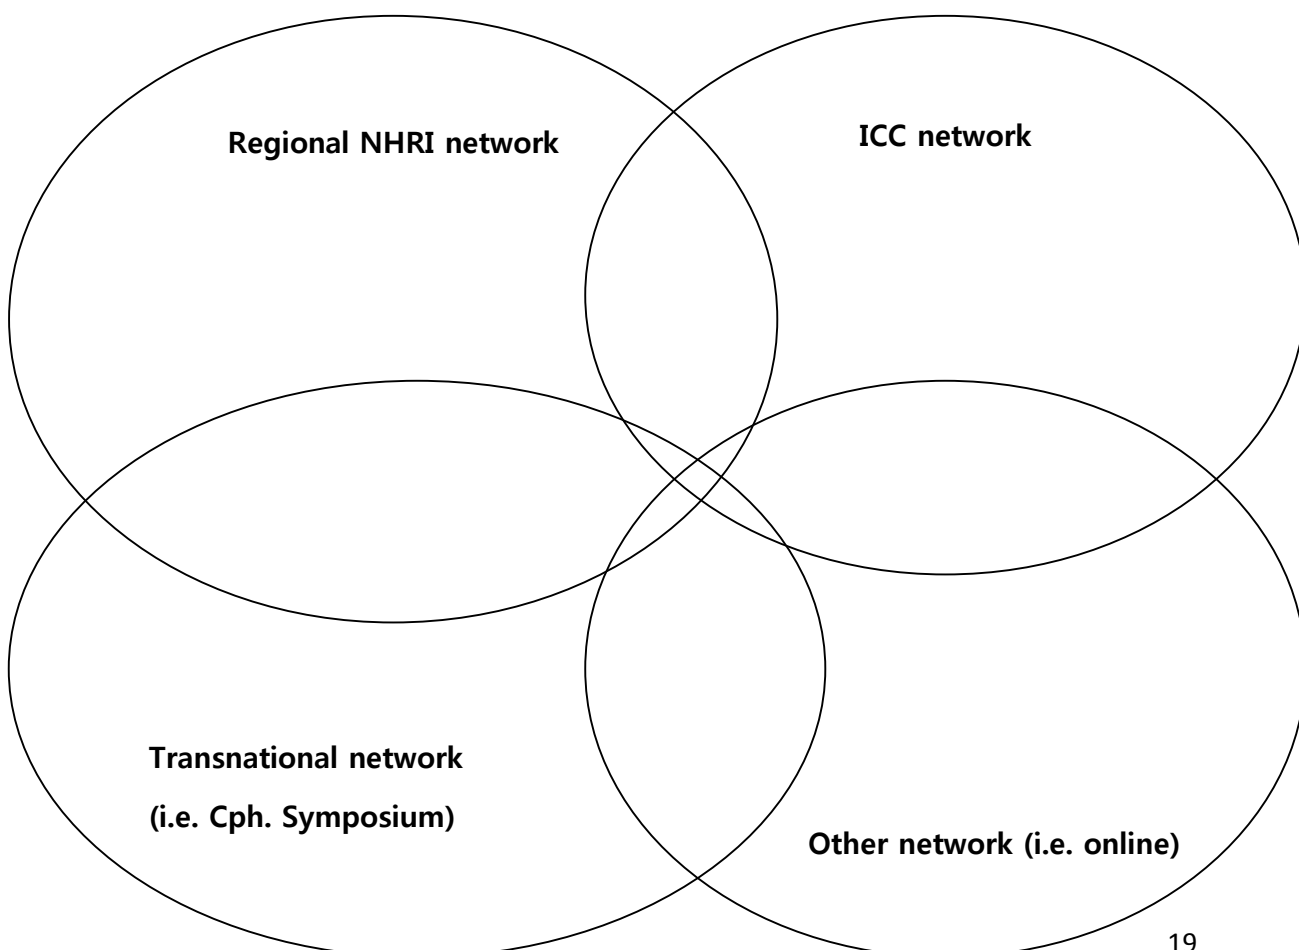 Regional NHRI network
ICC network
Transnational network
(i.e. Cph. Symposium)
Other network (i.e. online)
19